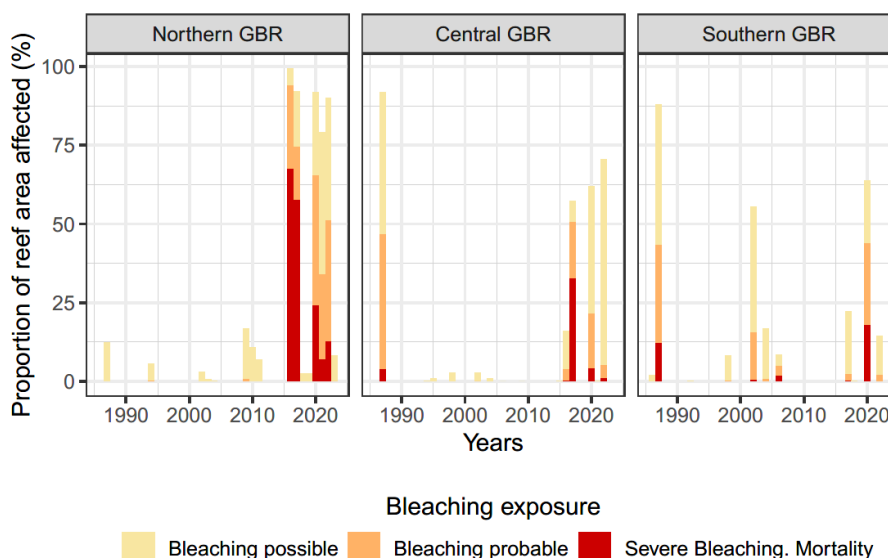 Northern GBR Central GBR Southern GBR
Proportion of reef area affected (%)
100
75
50
25
0
1990 2000 2010 2020 1990 2000 2010 2020 1990 2000 2010 2020
Years
Bleaching exposure
Bleaching possible Bleaching probable Severe Bleaching. Mortality